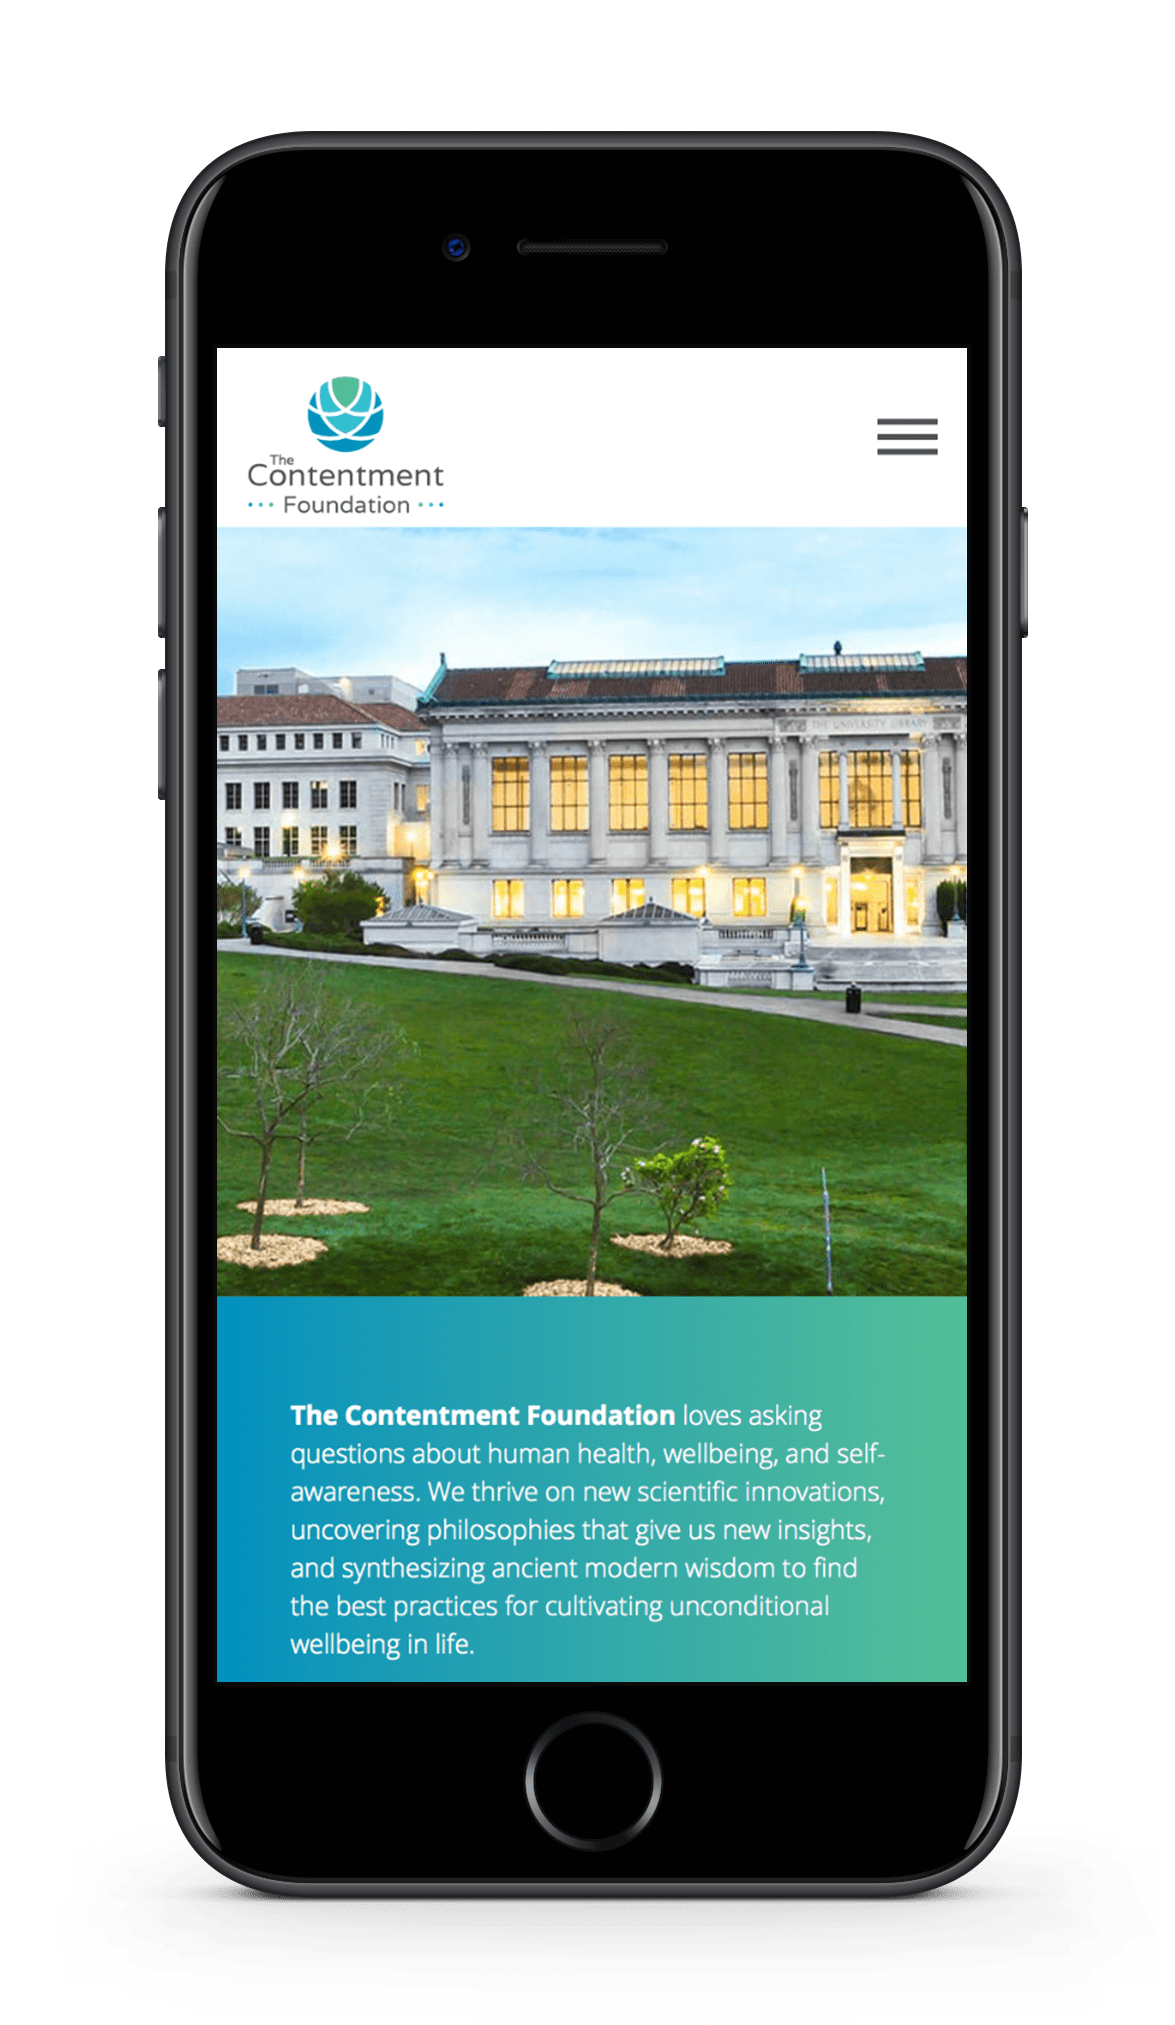 The
Contentment
Foundation
THE UNIVERSITY LIBRARY
The Contentment Foundation loves asking
questions about human health, wellbeing, and self-
awareness. We thrive on new scientific innovations,
uncovering philosophies that give us new insights,
and synthesizing ancient modern wisdom to find
the best practices for cultivating unconditional
wellbeing in life.